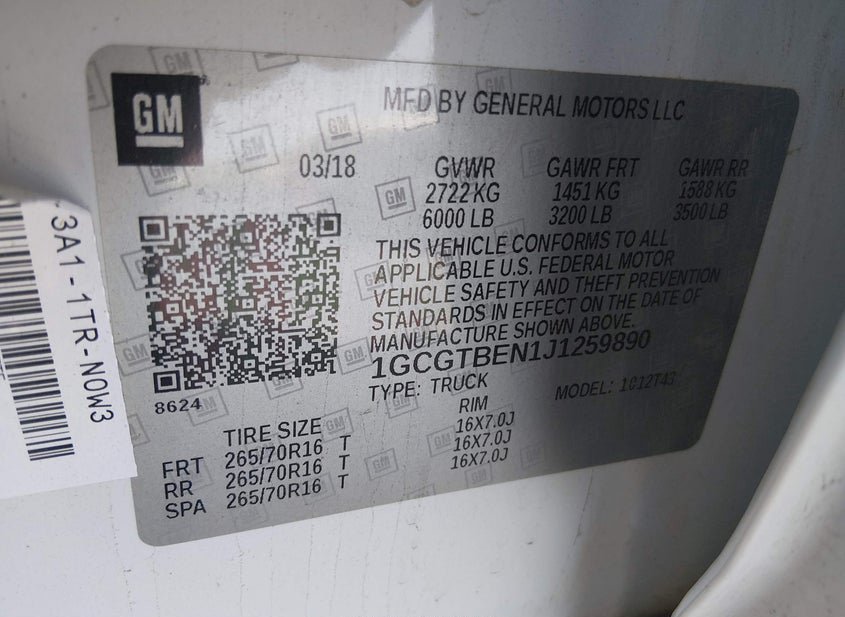 GM
MFD BY GENERAL MOTORS LLC
03/18 GVWR GAWR FRT GAWR RR
2722 KG 1451 KG 1588 KG
6000 LB 3200 LB 3500 LB
THIS VEHICLE CONFORMS TO ALL
APPLICABLE U.S. FEDERAL MOTOR
VEHICLE SAFETY AND THEFT PREVENTION
STANDARDS IN EFFECT ON THE DATE OF
MANUFACTURE SHOWN ABOVE.
1GCGTBEN1J1259890
TYPE: TRUCK MODEL:
8624
TIRE SIZE RIM
FRT 265/70R16 T 16X7.0J
RR 265/70R16 T 16X7.0J
SPA 265/70R16 T 16X7.0J
3A1-1TR-N0W3